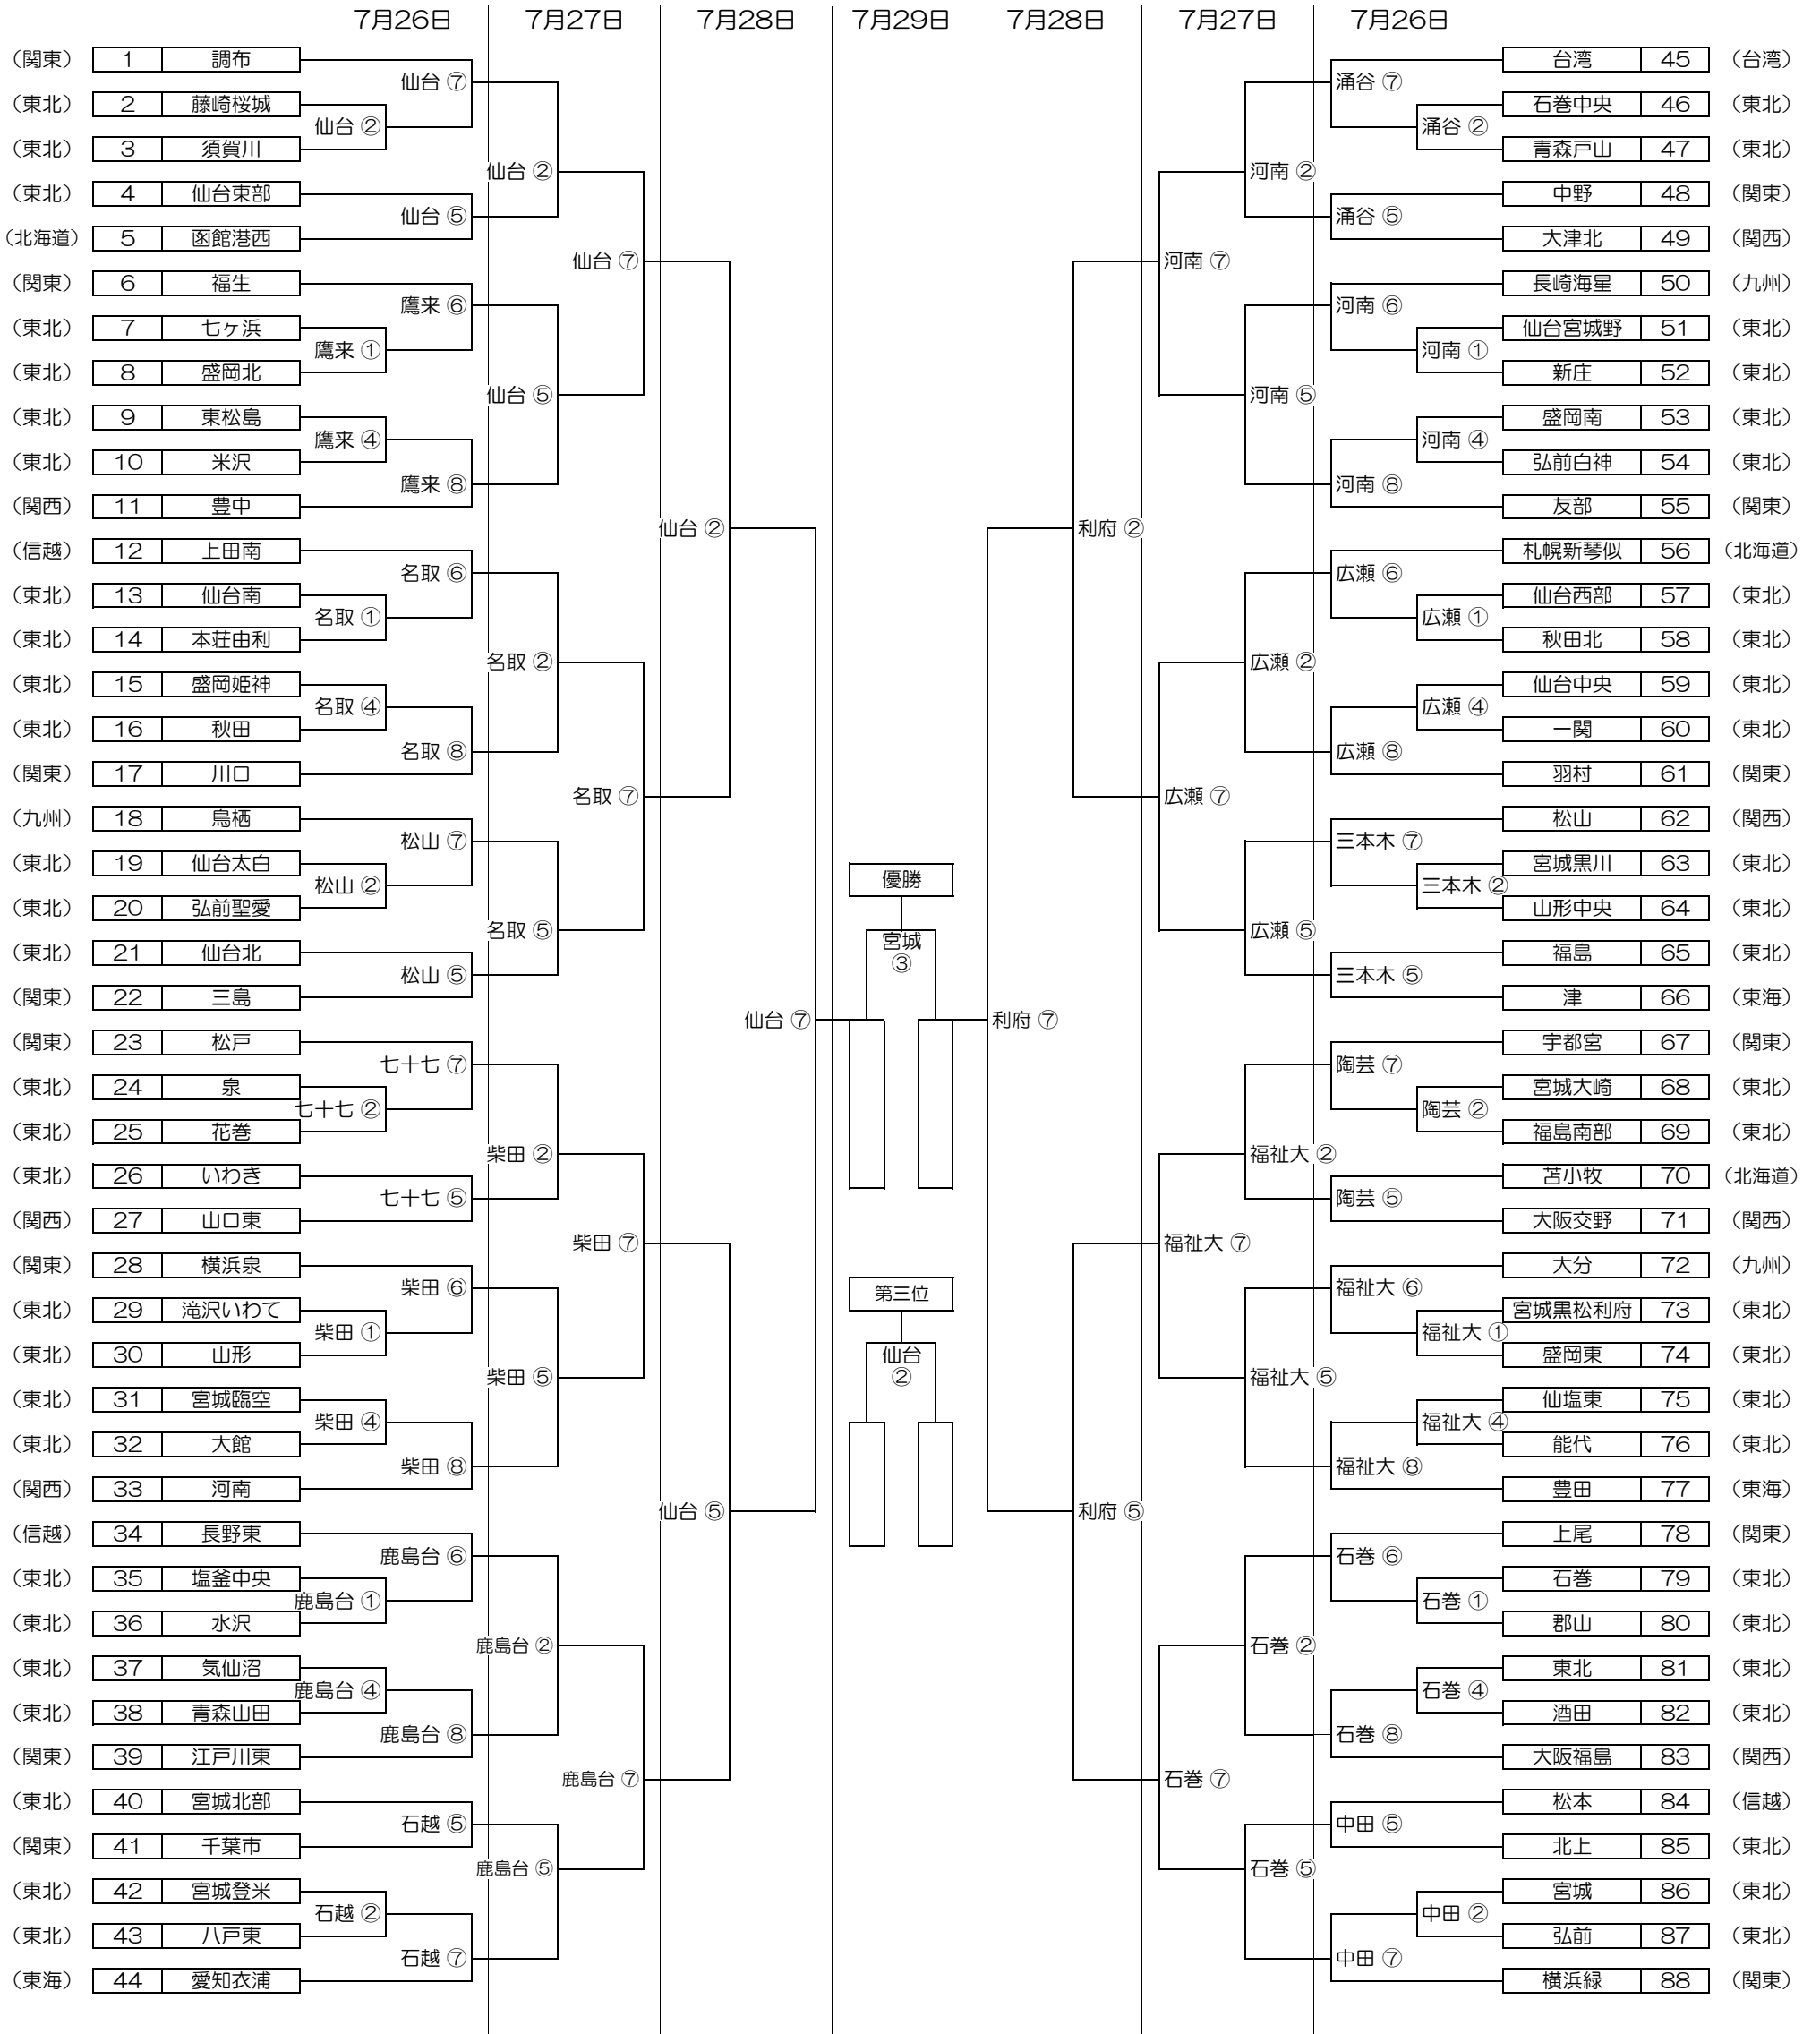 7月26日 7月27日 7月28日 7月29日 7月28日 7月27日 7月26日
（関東） 1 調布 台湾 45 （台湾）
仙台 ⑦ 涌谷 ⑦
（東北） 2 藤崎桜城 石巻中央 46 （東北）
仙台 ② 涌谷 ②
（東北） 3 須賀川 青森戸山 47 （東北）
仙台 ② 河南 ②
（東北） 4 仙台東部 中野 48 （関東）
仙台 ⑤ 涌谷 ⑤
（北海道） 5 函館港西 大津北 49 （関西）
仙台 ⑦ 河南 ⑦
（関東） 6 福生 長崎海星 50 （九州）
鷹来 ⑥ 河南 ⑥
（東北） 7 七ヶ浜 仙台宮城野 51 （東北）
鷹来 ① 河南 ①
（東北） 8 盛岡北 新庄 52 （東北）
仙台 ⑤ 河南 ⑤
（東北） 9 東松島 盛岡南 53 （東北）
鷹来 ④ 河南 ④
（東北） 10 米沢 弘前白神 54 （東北）
鷹来 ⑧ 河南 ⑧
（関西） 11 豊中 友部 55 （関東）
仙台 ② 利府 ②
（信越） 12 上田南 札幌新琴似 56 （北海道）
名取 ⑥ 広瀬 ⑥
（東北） 13 仙台南 仙台西部 57 （東北）
名取 ① 広瀬 ①
（東北） 14 本荘由利 秋田北 58 （東北）
名取 ② 広瀬 ②
（東北） 15 盛岡姫神 仙台中央 59 （東北）
名取 ④ 広瀬 ④
（東北） 16 秋田 一関 60 （東北）
名取 ⑧ 広瀬 ⑧
（関東） 17 川口 羽村 61 （関東）
名取 ⑦ 広瀬 ⑦
（九州） 18 鳥栖 松山 62 （関西）
松山 ⑦ 三本木 ⑦
（東北） 19 仙台太白 宮城黒川 63 （東北）
優勝
松山 ② 三本木 ②
（東北） 20 弘前聖愛 山形中央 64 （東北）
名取 ⑤ 広瀬 ⑤
宮城
③
（東北） 21 仙台北 福島 65 （東北）
松山 ⑤ 三本木 ⑤
（関東） 22 三島 津 66 （東海）
仙台 ⑦ 利府 ⑦
（関東） 23 松戸 宇都宮 67 （関東）
七十七 ⑦ 陶芸 ⑦
（東北） 24 泉 宮城大崎 68 （東北）
七十七 ② 陶芸 ②
（東北） 25 花巻 福島南部 69 （東北）
柴田 ② 福祉大 ②
（東北） 26 いわき 苫小牧 70 （北海道）
七十七 ⑤ 陶芸 ⑤
（関西） 27 山口東 大阪交野 71 （関西）
柴田 ⑦ 福祉大 ⑦
（関東） 28 横浜泉 大分 72 （九州）
柴田 ⑥ 第三位 福祉大 ⑥
（東北） 29 滝沢いわて 宮城黒松利府 73 （東北）
柴田 ① 福祉大 ①
（東北） 30 山形 盛岡東 74 （東北）
仙台
②
柴田 ⑤ 福祉大 ⑤
（東北） 31 宮城臨空 仙塩東 75 （東北）
柴田 ④ 福祉大 ④
（東北） 32 大館 能代 76 （東北）
柴田 ⑧ 福祉大 ⑧
（関西） 33 河南 豊田 77 （東海）
仙台 ⑤ 利府 ⑤
（信越） 34 長野東 上尾 78 （関東）
鹿島台 ⑥ 石巻 ⑥
（東北） 35 塩釜中央 石巻 79 （東北）
鹿島台 ① 石巻 ①
（東北） 36 水沢 郡山 80 （東北）
鹿島台 ② 石巻 ②
（東北） 37 気仙沼 東北 81 （東北）
鹿島台 ④ 石巻 ④
（東北） 38 青森山田 酒田 82 （東北）
鹿島台 ⑧ 石巻 ⑧
（関東） 39 江戸川東 大阪福島 83 （関西）
鹿島台 ⑦ 石巻 ⑦
（東北） 40 宮城北部 松本 84 （信越）
石越 ⑤ 中田 ⑤
（関東） 41 千葉市 北上 85 （東北）
鹿島台 ⑤ 石巻 ⑤
（東北） 42 宮城登米 宮城 86 （東北）
石越 ② 中田 ②
（東北） 43 八戸東 弘前 87 （東北）
石越 ⑦ 中田 ⑦
（東海） 44 愛知衣浦 横浜緑 88 （関東）